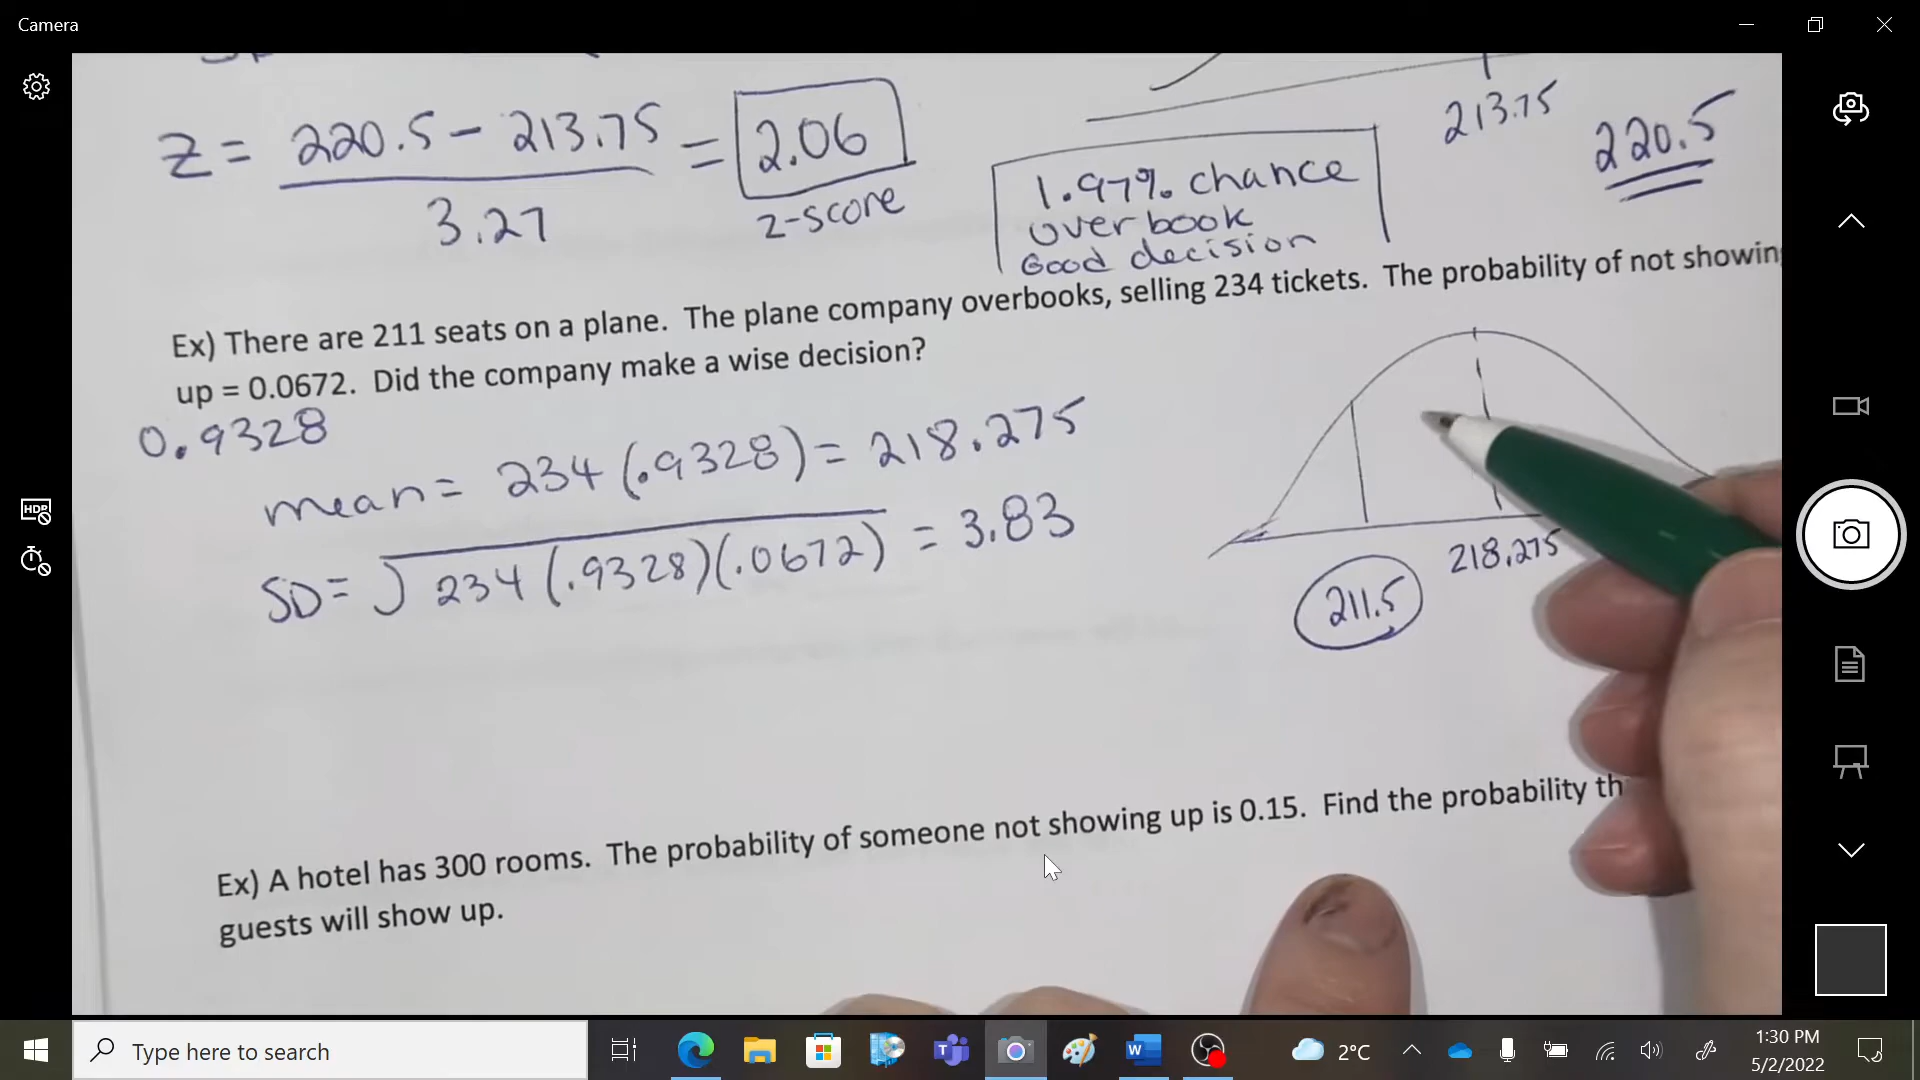 Camera
213.75
220.5
Z = 220.5 - 213.75 = 2.06
3.27
z-score
1.97% chance
overbook
Good decision
Ex) There are 211 seats on a plane. The plane company overbooks, selling 234 tickets. The probability of not showin
up = 0.0672. Did the company make a wise decision?
0.9328
mean = 234 (.9328) = 218.275
SD = √ 234 (.9328)(.0672) = 3.83
218.275
211.5
Ex) A hotel has 300 rooms. The probability of someone not showing up is 0.15. Find the probability th
guests will show up.
Type here to search
2°C
1:30 PM
5/2/2022